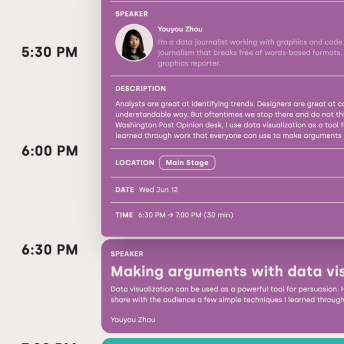 SPEAKER
Youyou Zhou
I'm a data journalist working with graphics and code.
journalism that breaks free of words-based formats.
graphics reporter.
5:30 PM
DESCRIPTION
Analysts are great at identifying trends. Designers are great at co
understandable way. But oftentimes we stop there and do not th
Washington Post Opinion desk, I use data visualization as a tool f
learned through work that everyone can use to make arguments
6:00 PM
LOCATION Main Stage
DATE Wed Jun 12
TIME 6:30 PM → 7:00 PM (30 min)
6:30 PM
SPEAKER
Making arguments with data vis
Data visualization can be used as a powerful tool for persuasion. H
share with the audience a few simple techniques I learned through
Youyou Zhou